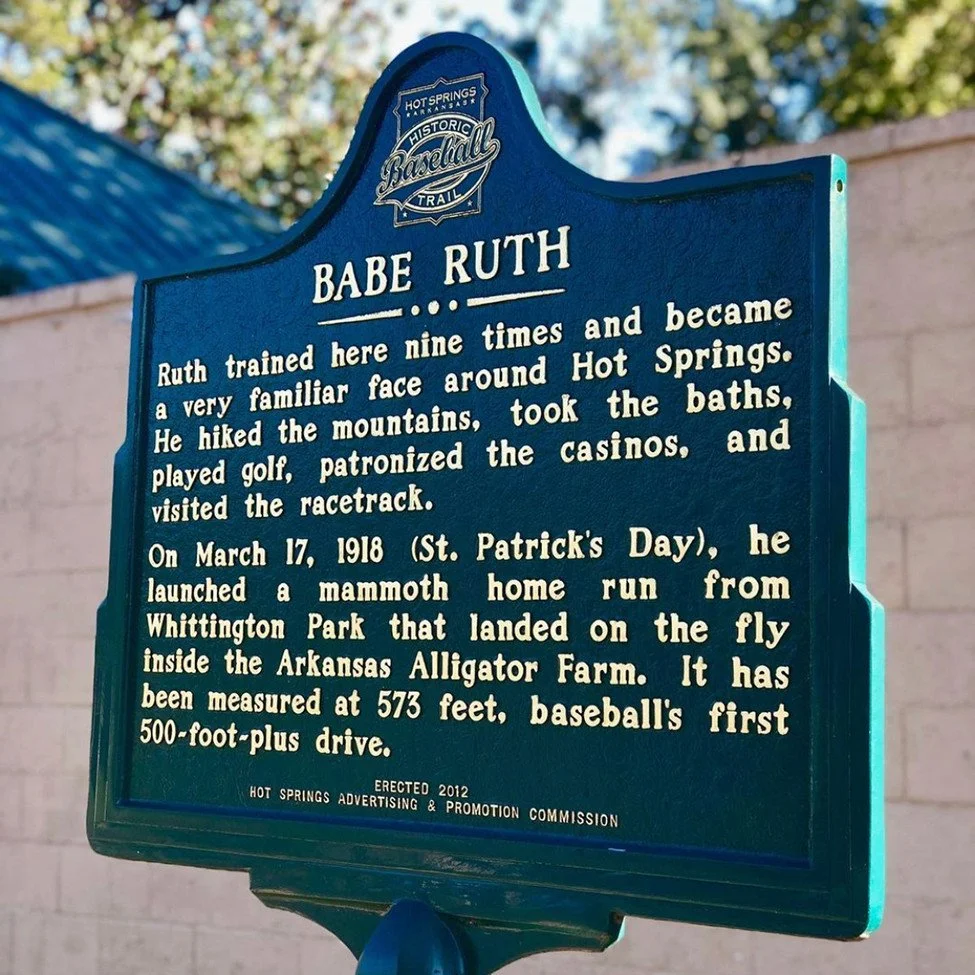 HOT SPRINGS
ARKANSAS
HISTORIC
Baseball
TRAIL
BABE RUTH
Ruth trained here nine times and became
a very familiar face around Hot Springs.
He hiked the mountains, took the baths,
played golf, patronized the casinos, and
visited the racetrack.
On March 17, 1918 (St. Patrick's Day), he
launched a mammoth home run from
Whittington Park that landed on the fly
inside the Arkansas Alligator Farm. It has
been measured at 573 feet, baseball's first
500-foot-plus drive.
ERECTED 2012
HOT SPRINGS ADVERTISING & PROMOTION COMMISSION